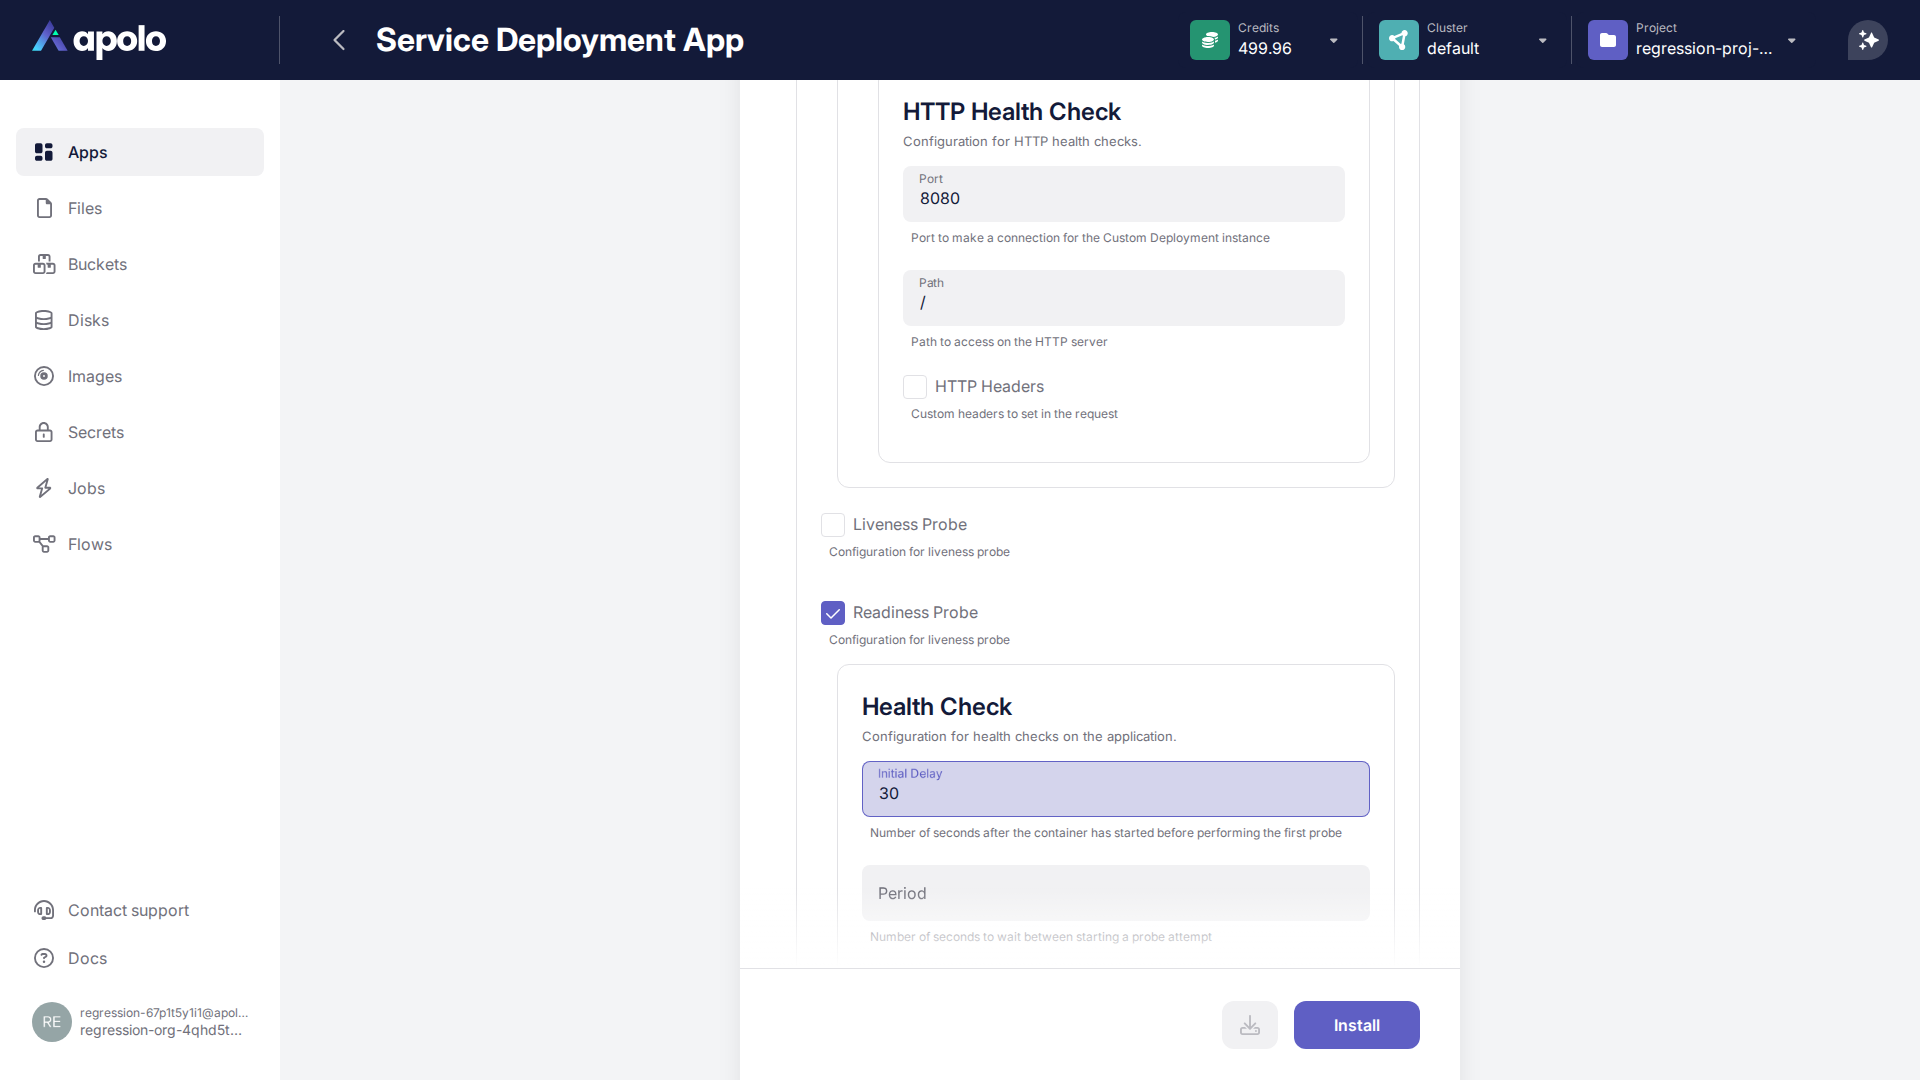 apolo
Service Deployment App
Credits
499.96
Cluster
default
Project
regression-proj-...
Apps
Files
Buckets
Disks
Images
Secrets
Jobs
Flows
Contact support
Docs
RE
regression-67p1t5y1i1@apol...
regression-org-4qhd5t...
HTTP Health Check
Configuration for HTTP health checks.
Port
8080
Port to make a connection for the Custom Deployment instance
Path
/
Path to access on the HTTP server
HTTP Headers
Custom headers to set in the request
Liveness Probe
Configuration for liveness probe
Readiness Probe
Configuration for liveness probe
Health Check
Configuration for health checks on the application.
Initial Delay
30
Number of seconds after the container has started before performing the first probe
Period
Number of seconds to wait between starting a probe attempt
Install